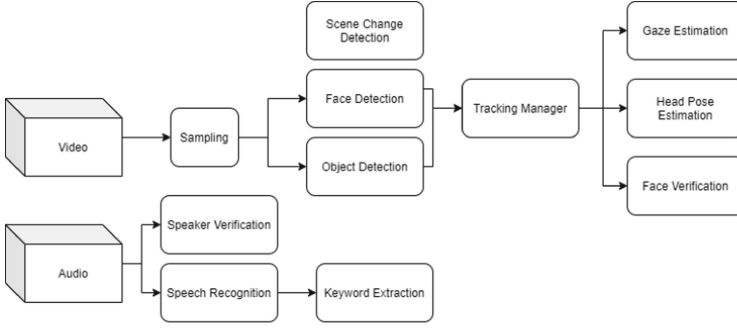 Scene Change
Detection
Gaze Estimation
Face Detection
Tracking Manager
Head Pose
Estimation
Video
Sampling
Object Detection
Face Verification
Speaker Verification
Audio
Speech Recognition
Keyword Extraction